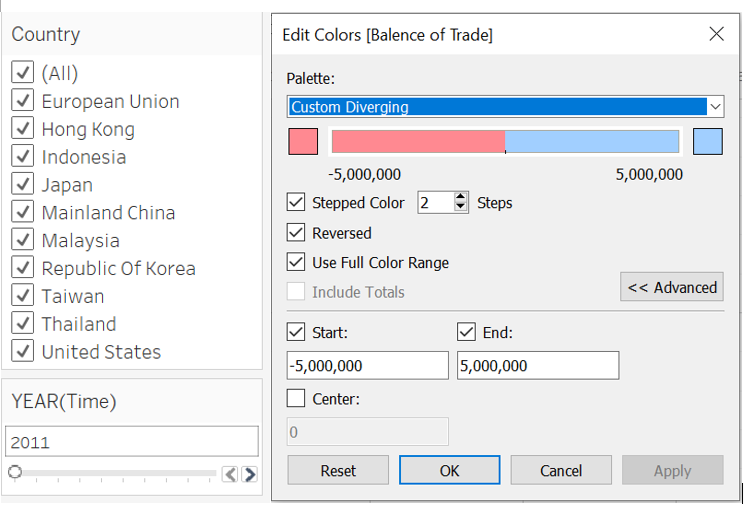 Country
(All)
European Union
Hong Kong
Indonesia
Japan
Mainland China
Malaysia
Republic Of Korea
Taiwan
Thailand
United States
YEAR(Time)
2011
Edit Colors [Balence of Trade]
Palette:
Custom Diverging
-5,000,000 5,000,000
Stepped Color 2 Steps
Reversed
Use Full Color Range
Include Totals
<< Advanced
Start: End:
-5,000,000 5,000,000
Center:
0
Reset OK Cancel Apply